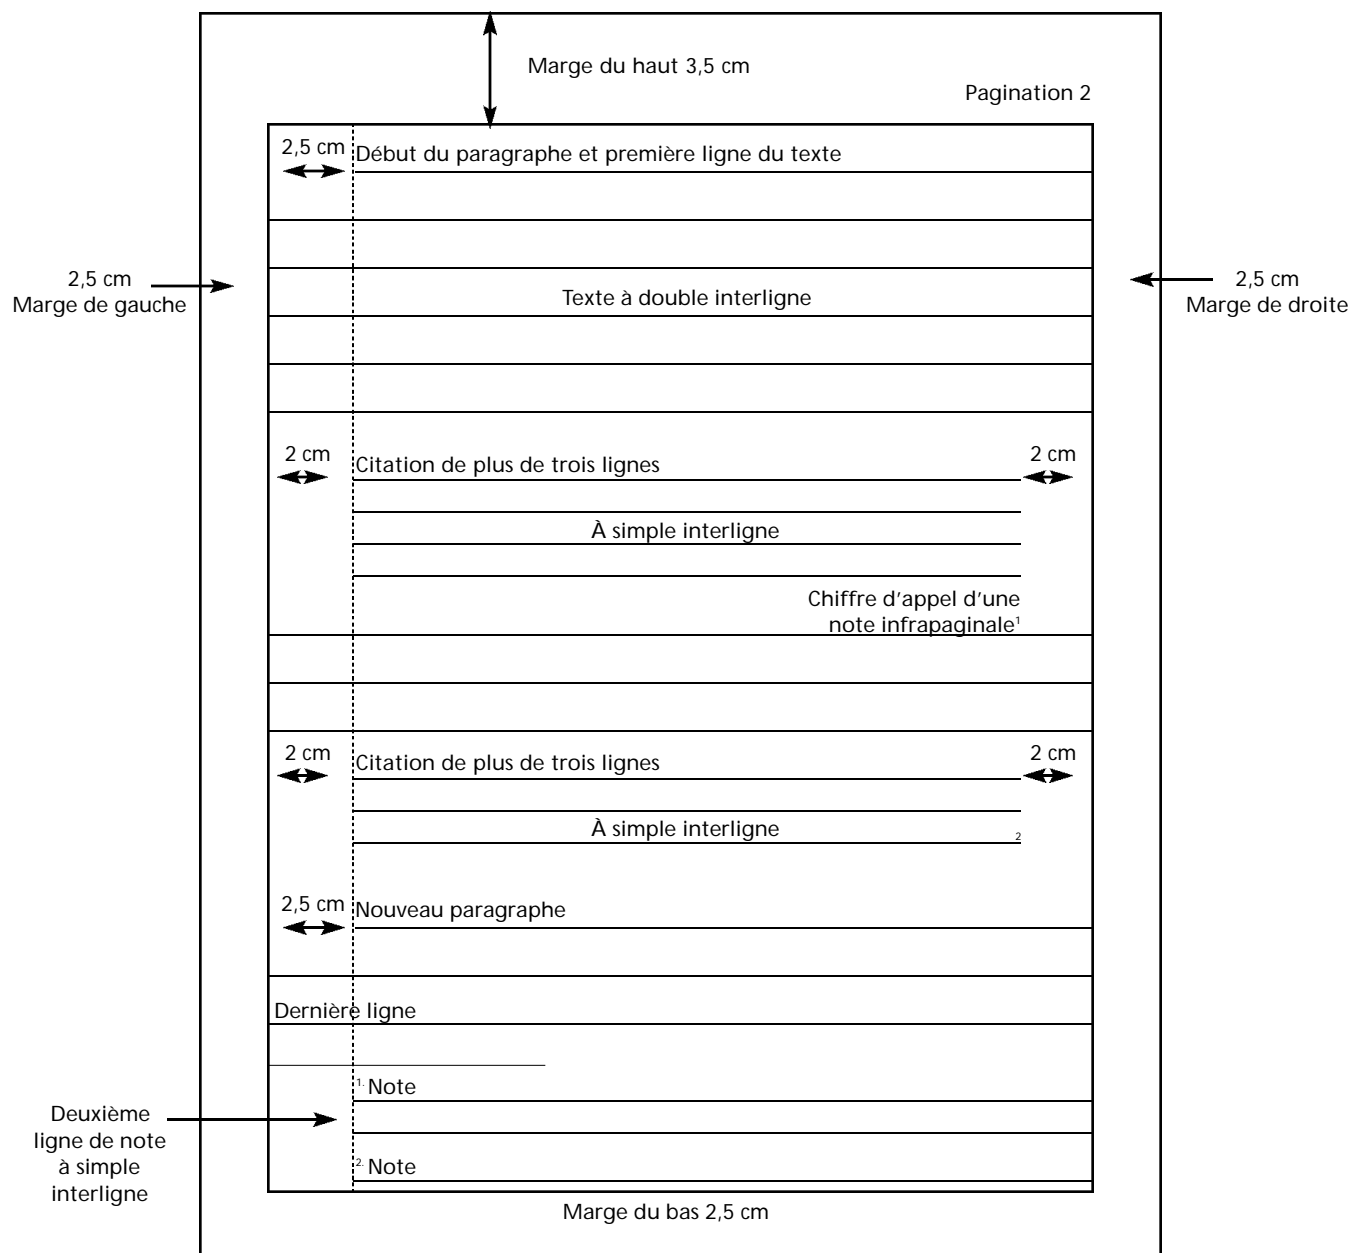 Marge du haut 3,5 cm
Pagination 2
2,5 cm
Début du paragraphe et première ligne du texte
2,5 cm
Marge de gauche
Texte à double interligne
2,5 cm
Marge de droite
2 cm
Citation de plus de trois lignes
2 cm
À simple interligne
Chiffre d’appel d’une
note infrapaginale1
2 cm
Citation de plus de trois lignes
2 cm
À simple interligne
2
2,5 cm
Nouveau paragraphe
Dernière ligne
1. Note
Deuxième
ligne de note
à simple
interligne
2. Note
Marge du bas 2,5 cm